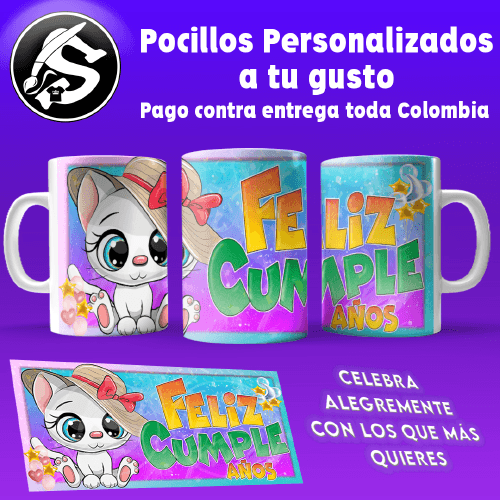 S
Pocillos Personalizados
a tu gusto
Pago contra entrega toda Colombia
FELIZ
CUMPLE
AÑOS
FELIZ
CUMPLE
AÑOS
CELEBRA
ALEGREMENTE
CON LOS QUE MÁS
QUIERES